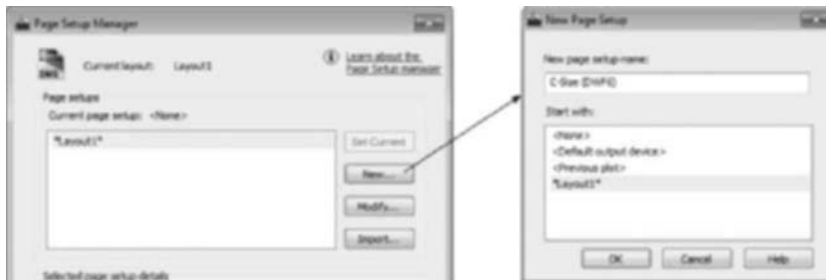 Page Setup Manager
Current layout: Layout1
Learn about the
Page Setup manager
DWG
Page setups
Current page setup: <None>
*Layout1*
Set Current
New...
Modify...
Import...
Selected page setup details
New Page Setup
New page setup name:
C-Size (DWF6)
Start with:
<None>
<Default output device>
<Previous plot>
*Layout1*
OK
Cancel
Help